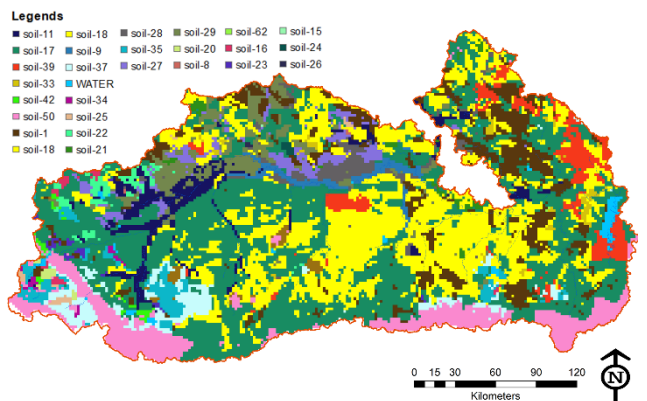 Legends
soil-11 soil-18 soil-28 soil-29 soil-62 soil-15
soil-17 soil-9 soil-35 soil-20 soil-16 soil-24
soil-39 soil-37 soil-27 soil-8 soil-23 soil-26
soil-33 WATER
soil-42 soil-34
soil-50 soil-25
soil-1 soil-22
soil-18 soil-21
0 15 30 60 90 120
Kilometers
N